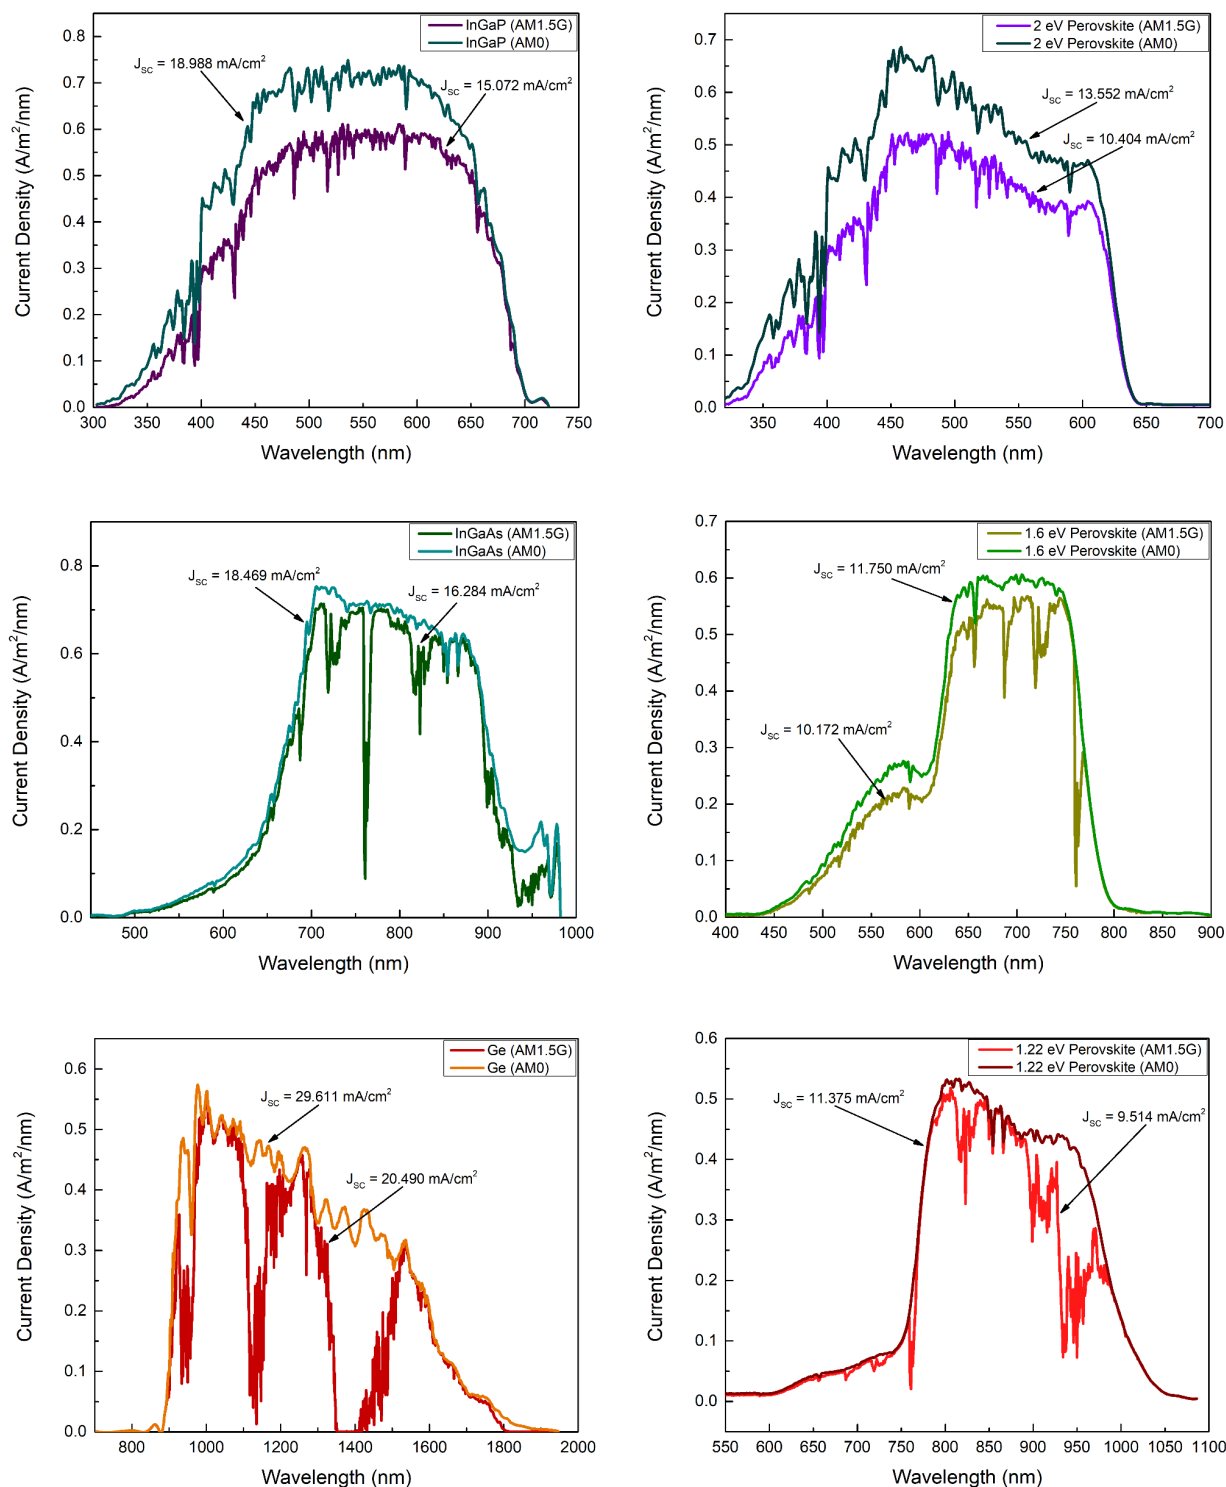 InGaP (AM1.5G)
InGaP (AM0)
J_SC = 18.988 mA/cm²
J_SC = 15.072 mA/cm²
Current Density (A/m²/nm)
0.8
0.7
0.6
0.5
0.4
0.3
0.2
0.1
0.0
300 350 400 450 500 550 600 650 700 750
Wavelength (nm)
2 eV Perovskite (AM1.5G)
2 eV Perovskite (AM0)
J_SC = 13.552 mA/cm²
J_SC = 10.404 mA/cm²
Current Density (A/m²/nm)
0.7
0.6
0.5
0.4
0.3
0.2
0.1
0.0
350 400 450 500 550 600 650 700
Wavelength (nm)
InGaAs (AM1.5G)
InGaAs (AM0)
J_SC = 18.469 mA/cm²
J_SC = 16.284 mA/cm²
Current Density (A/m²/nm)
0.8
0.6
0.4
0.2
0.0
500 600 700 800 900 1000
Wavelength (nm)
1.6 eV Perovskite (AM1.5G)
1.6 eV Perovskite (AM0)
J_SC = 11.750 mA/cm²
J_SC = 10.172 mA/cm²
Current Density (A/m²/nm)
0.7
0.6
0.5
0.4
0.3
0.2
0.1
0.0
400 450 500 550 600 650 700 750 800 850 900
Wavelength (nm)
Ge (AM1.5G)
Ge (AM0)
J_SC = 29.611 mA/cm²
J_SC = 20.490 mA/cm²
Current Density (A/m²/nm)
0.6
0.5
0.4
0.3
0.2
0.1
0.0
800 1000 1200 1400 1600 1800 2000
Wavelength (nm)
1.22 eV Perovskite (AM1.5G)
1.22 eV Perovskite (AM0)
J_SC = 11.375 mA/cm²
J_SC = 9.514 mA/cm²
Current Density (A/m²/nm)
0.6
0.5
0.4
0.3
0.2
0.1
0.0
550 600 650 700 750 800 850 900 950 1000 1050 1100
Wavelength (nm)